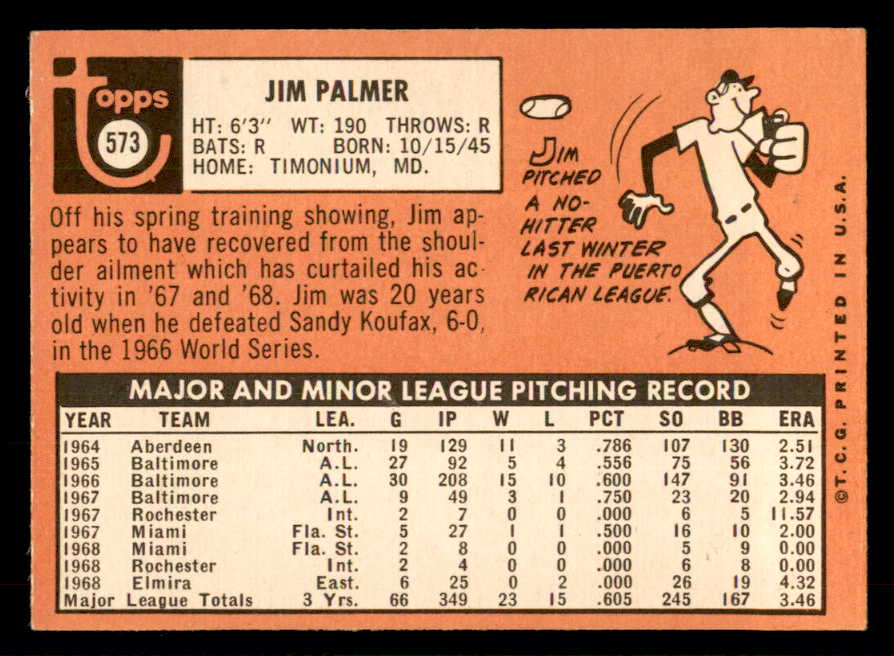 Topps
573
JIM PALMER
HT: 6'3" WT: 190 THROWS: R
BATS: R BORN: 10/15/45
HOME: TIMONIUM, MD.
Off his spring training showing, Jim ap-
pears to have recovered from the shoul-
der ailment which has curtailed his ac-
tivity in '67 and '68. Jim was 20 years
old when he defeated Sandy Koufax, 6-0,
in the 1966 World Series.
JIM
PITCHED
A NO-
HITTER
LAST WINTER
IN THE PUERTO
RICAN LEAGUE.
MAJOR AND MINOR LEAGUE PITCHING RECORD
YEAR TEAM LEA. G IP W L PCT SO BB ERA
1964 Aberdeen North. 19 129 11 3 .786 107 130 2.51
1965 Baltimore A.L. 27 92 5 4 .556 75 56 3.72
1966 Baltimore A.L. 30 208 15 10 .600 147 91 3.46
1967 Baltimore A.L. 9 49 3 1 .750 23 20 2.94
1967 Rochester Int. 2 7 0 0 .000 6 5 11.57
1967 Miami Fla. St. 5 27 1 1 .500 16 10 2.00
1968 Miami Fla. St. 2 8 0 0 .000 5 9 0.00
1968 Rochester Int. 2 4 0 0 .000 6 8 0.00
1968 Elmira East. 6 25 0 2 .000 26 19 4.32
Major League Totals 3 Yrs. 66 349 23 15 .605 245 167 3.46
©T.C.G. PRINTED IN U.S.A.